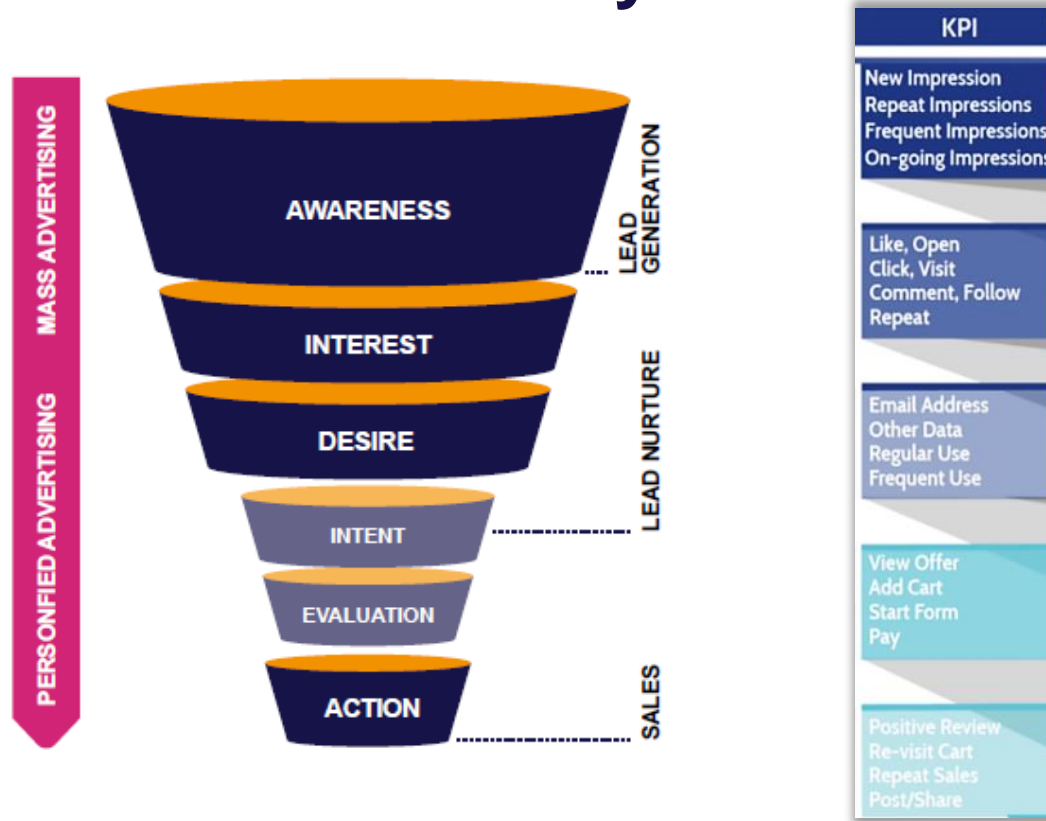 MASS ADVERTISING
PERSONFIED ADVERTISING
AWARENESS
INTEREST
DESIRE
INTENT
EVALUATION
ACTION
LEAD
GENERATION
LEAD NURTURE
SALES
KPI
New Impression
Repeat Impressions
Frequent Impressions
On-going Impressions
Like, Open
Click, Visit
Comment, Follow
Repeat
Email Address
Other Data
Regular Use
Frequent Use
View Offer
Add Cart
Start Form
Pay
Positive Review
Re-visit Cart
Repeat Sales
Post/Share